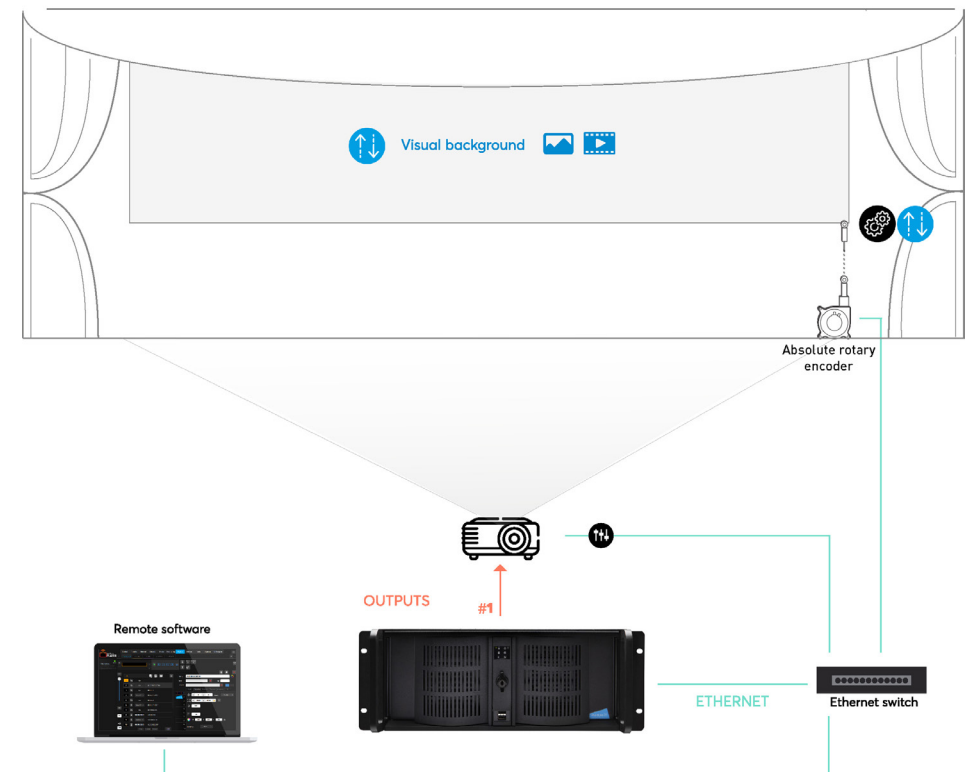 Visual background
Absolute rotary
encoder
OUTPUTS
#1
Remote software
ETHERNET
Ethernet switch